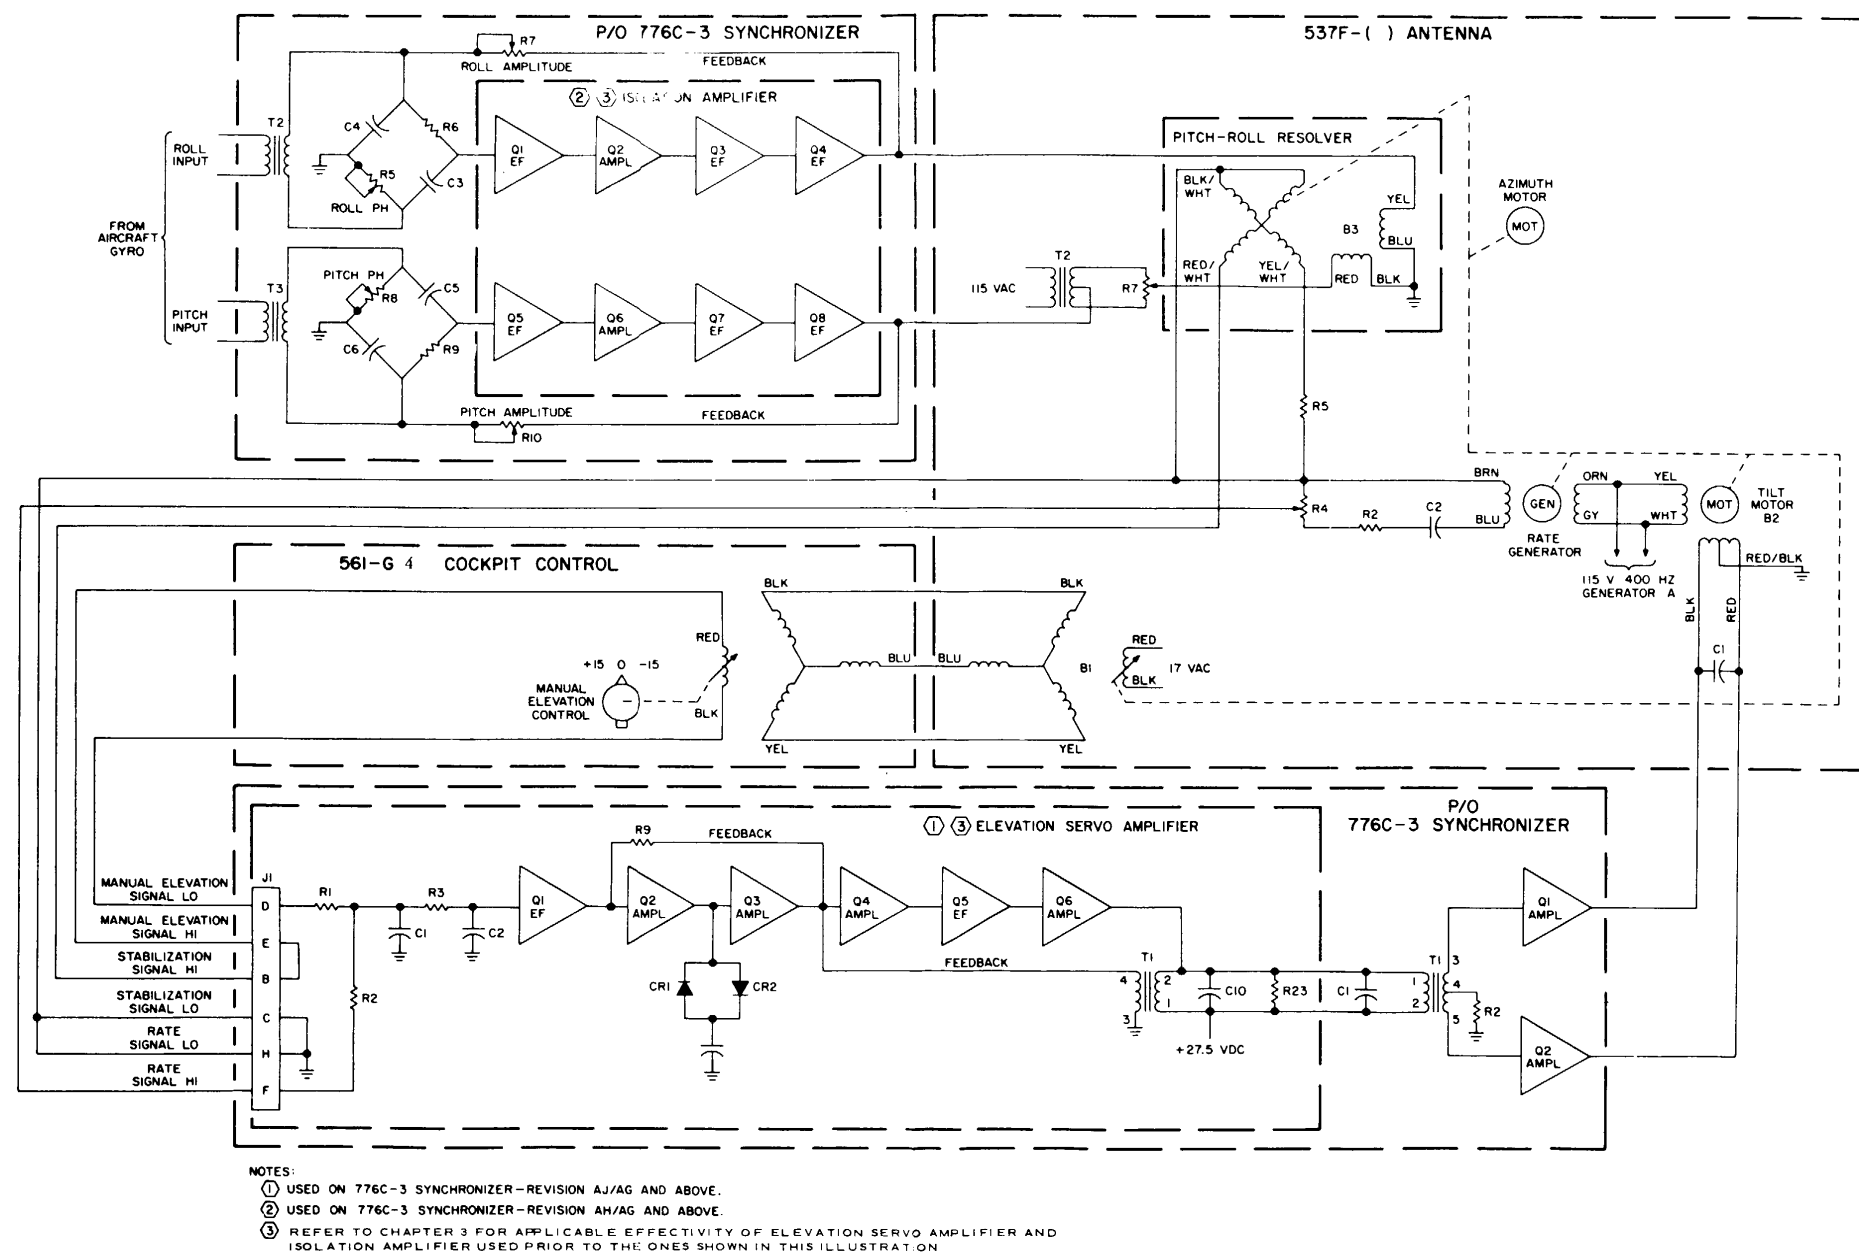 P/O 776C-3 SYNCHRONIZER
537F-( ) ANTENNA
R7
ROLL AMPLITUDE
FEEDBACK
2 3 AMPLIFIER
T2
C4
R6
ROLL
INPUT
Q1
EF
Q2
AMPL
Q3
EF
Q4
EF
R5
C3
ROLL PH
FROM
AIRCRAFT
GYRO
PITCH-ROLL RESOLVER
BLK/
WHT
YEL
B3
BLU
RED/
WHT
YEL/
WHT
RED
BLK
AZIMUTH
MOTOR
MOT
T2
115 VAC
R7
T3
PITCH PH
R8
C5
PITCH
INPUT
C6
R9
Q5
EF
Q6
AMPL
Q7
EF
Q8
EF
PITCH AMPLITUDE
FEEDBACK
R10
R5
R4
R2
C2
BRN
BLU
GEN
RATE
GENERATOR
ORN
YEL
GY
WHT
MOT
TILT
MOTOR
B2
115 V 400 HZ
GENERATOR A
RED/BLK
BLK
RED
C1
561-G 4 COCKPIT CONTROL
BLK
BLK
RED
+15 0 -15
MANUAL
ELEVATION
CONTROL
BLK
BLU
BLU
YEL
YEL
B1
RED
BLK
17 VAC
P/O
776C-3 SYNCHRONIZER
1 3 ELEVATION SERVO AMPLIFIER
R9
FEEDBACK
J1
MANUAL ELEVATION
SIGNAL LO
D
MANUAL ELEVATION
SIGNAL HI
E
STABILIZATION
SIGNAL HI
B
STABILIZATION
SIGNAL LO
C
RATE
SIGNAL LO
H
RATE
SIGNAL HI
F
R1
R3
C1
C2
R2
Q1
EF
Q2
AMPL
Q3
AMPL
Q4
AMPL
Q5
EF
Q6
AMPL
CR1
CR2
FEEDBACK
T1
4
2
1
3
C10
R23
C1
+27.5 VDC
T1
1
2
3
4
5
R2
Q1
AMPL
Q2
AMPL
NOTES:
1 USED ON 776C-3 SYNCHRONIZER-REVISION AJ/AG AND ABOVE.
2 USED ON 776C-3 SYNCHRONIZER-REVISION AH/AG AND ABOVE.
3 REFER TO CHAPTER 3 FOR APPLICABLE EFFECTIVITY OF ELEVATION SERVO AMPLIFIER AND
ISOLATION AMPLIFIER USED PRIOR TO THE ONES SHOWN IN THIS ILLUSTRATION